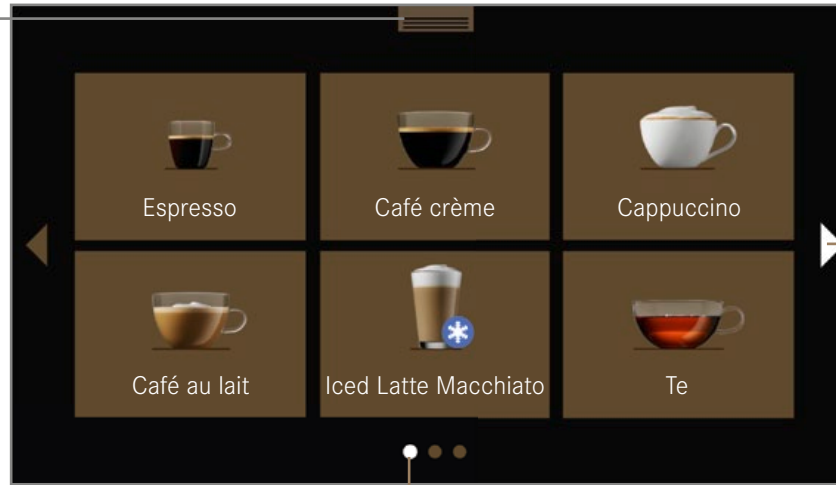 Espresso
Café crème
Cappuccino
Café au lait
Iced Latte Macchiato
Te